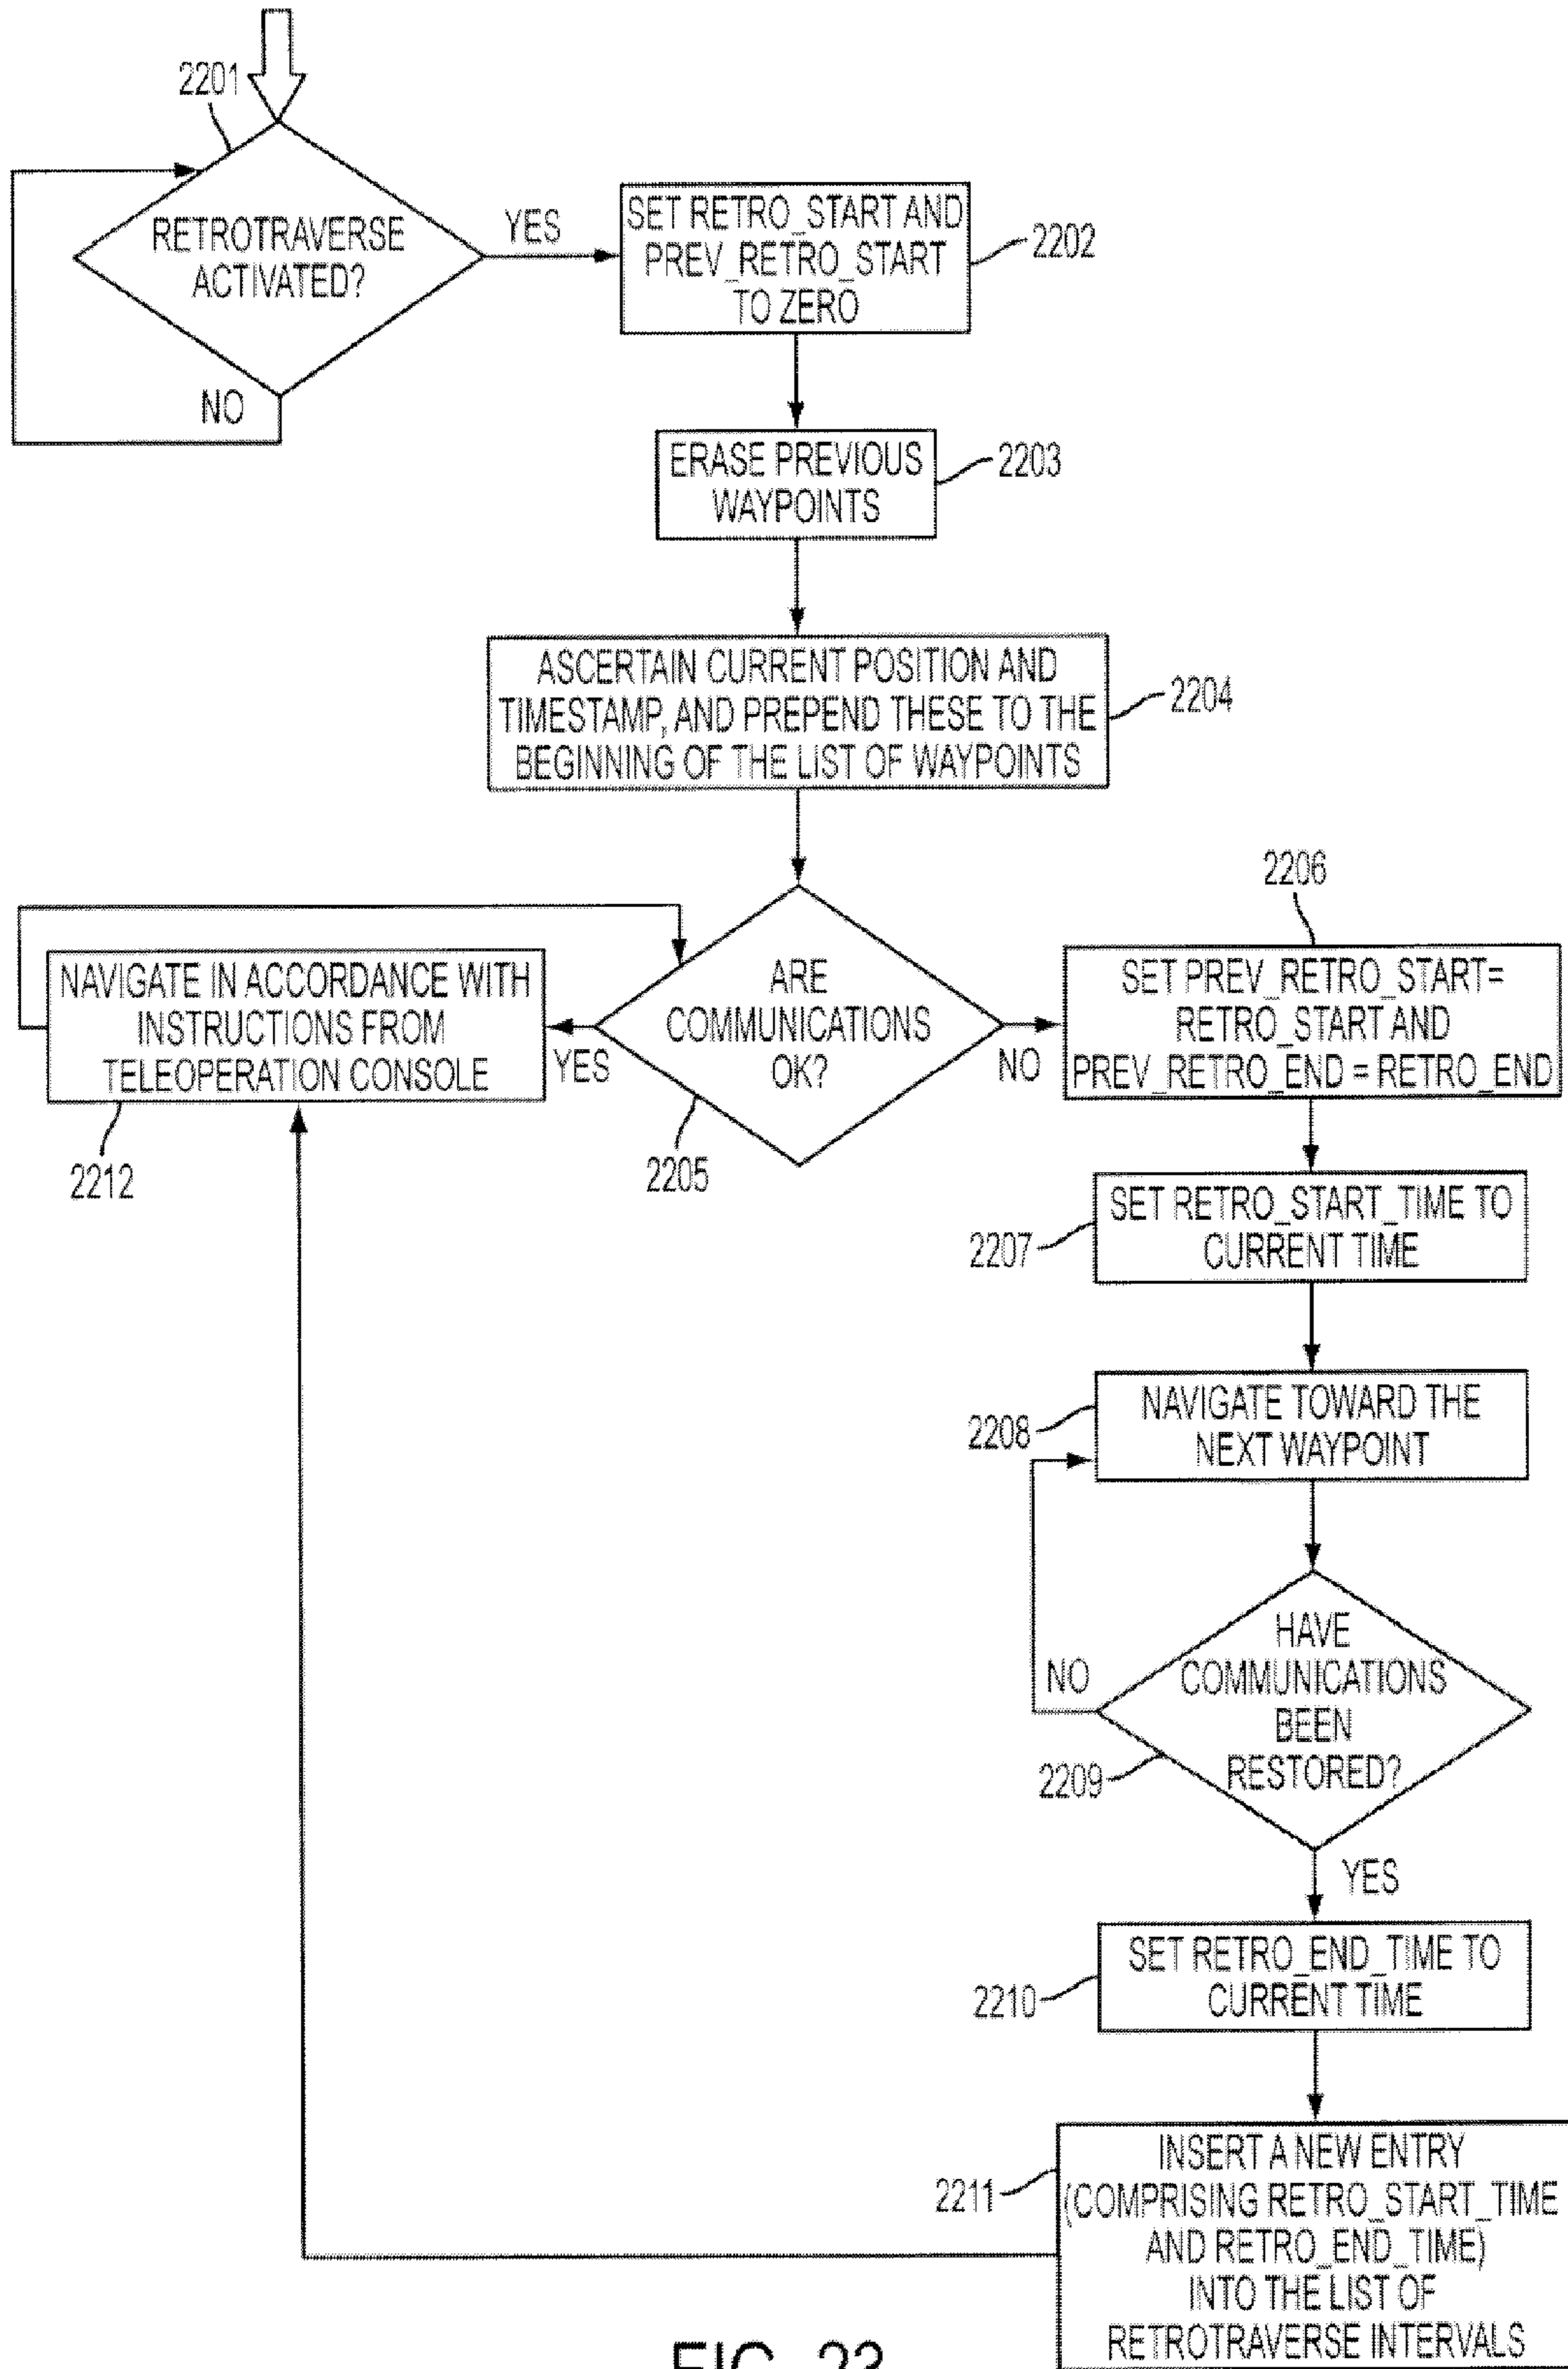 2201
RETROTRAVERSE
ACTIVATED?
YES
NO
SET RETRO_START AND
PREV_RETRO_START
TO ZERO
2202
ERASE PREVIOUS
WAYPOINTS
2203
ASCERTAIN CURRENT POSITION AND
TIMESTAMP, AND PREPEND THESE TO THE
BEGINNING OF THE LIST OF WAYPOINTS
2204
NAVIGATE IN ACCORDANCE WITH
INSTRUCTIONS FROM
TELEOPERATION CONSOLE
2212
YES
ARE
COMMUNICATIONS
OK?
2205
NO
2206
SET PREV_RETRO_START=
RETRO_START AND
PREV_RETRO_END = RETRO_END
SET RETRO_START_TIME TO
CURRENT TIME
2207
NAVIGATE TOWARD THE
NEXT WAYPOINT
2208
HAVE
COMMUNICATIONS
BEEN
RESTORED?
NO
2209
YES
SET RETRO_END_TIME TO
CURRENT TIME
2210
INSERT A NEW ENTRY
(COMPRISING RETRO_START_TIME
AND RETRO_END_TIME)
INTO THE LIST OF
RETROTRAVERSE INTERVALS
2211